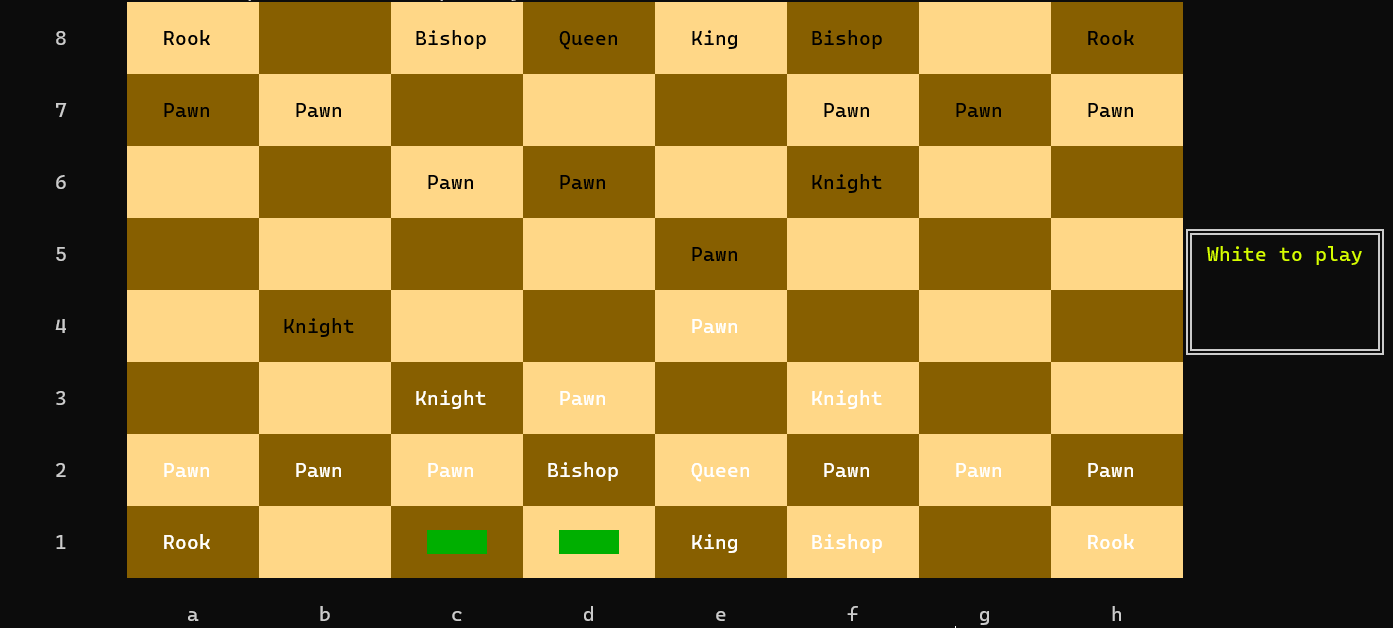 8 Rook Bishop Queen King Bishop Rook
7 Pawn Pawn Pawn Pawn Pawn
6 Pawn Pawn Knight
5 Pawn White to play
4 Knight Pawn
3 Knight Pawn Knight
2 Pawn Pawn Pawn Bishop Queen Pawn Pawn Pawn
1 Rook King Bishop Rook
a b c d e f g h